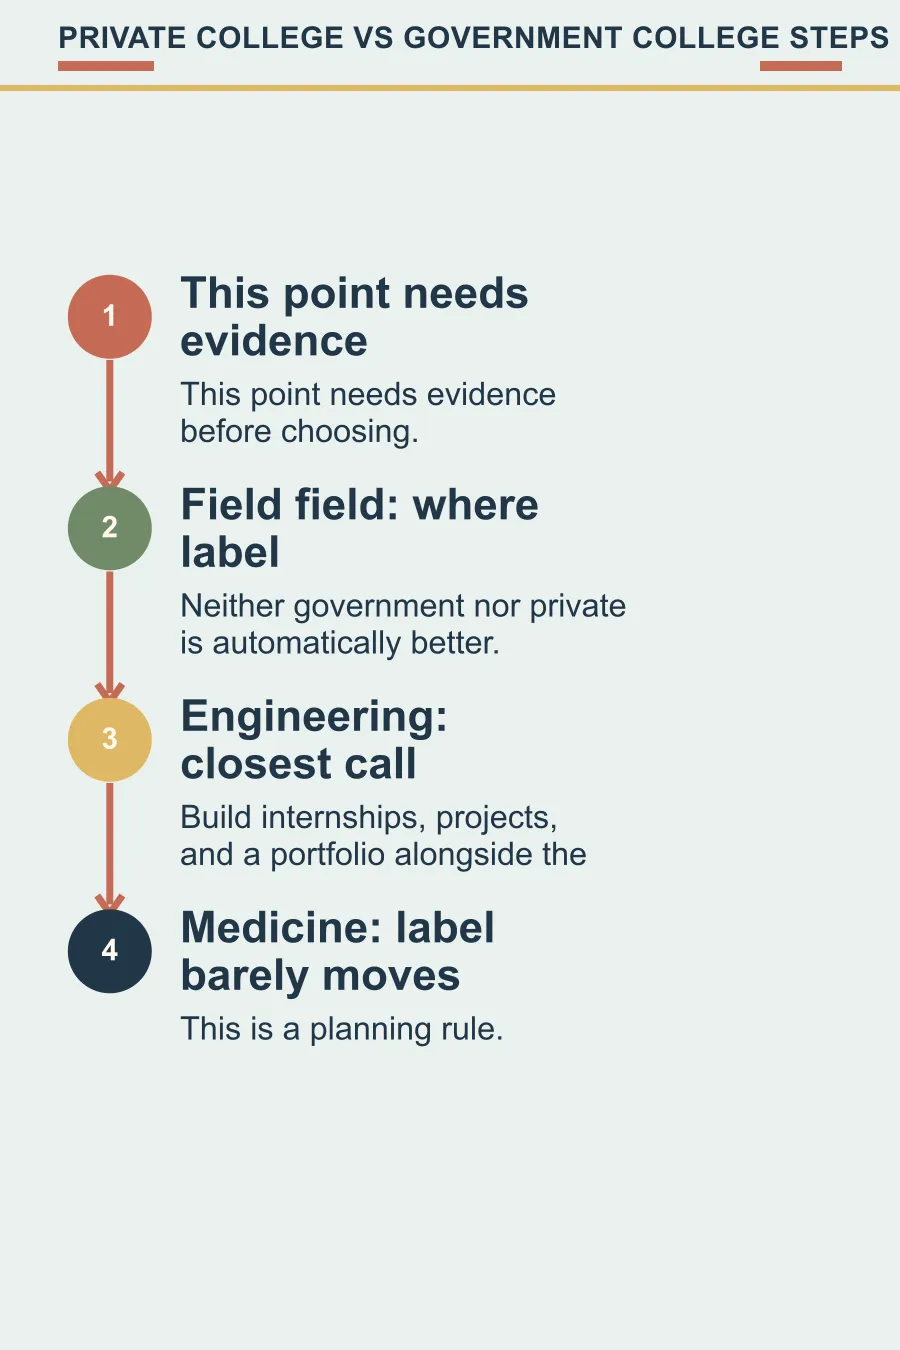 PRIVATE COLLEGE VS GOVERNMENT COLLEGE STEPS
1
This point needs
evidence
This point needs evidence
before choosing.
2
Field field: where
label
Neither government nor private
is automatically better.
3
Engineering:
closest call
Build internships, projects,
and a portfolio alongside the
4
Medicine: label
barely moves
This is a planning rule.